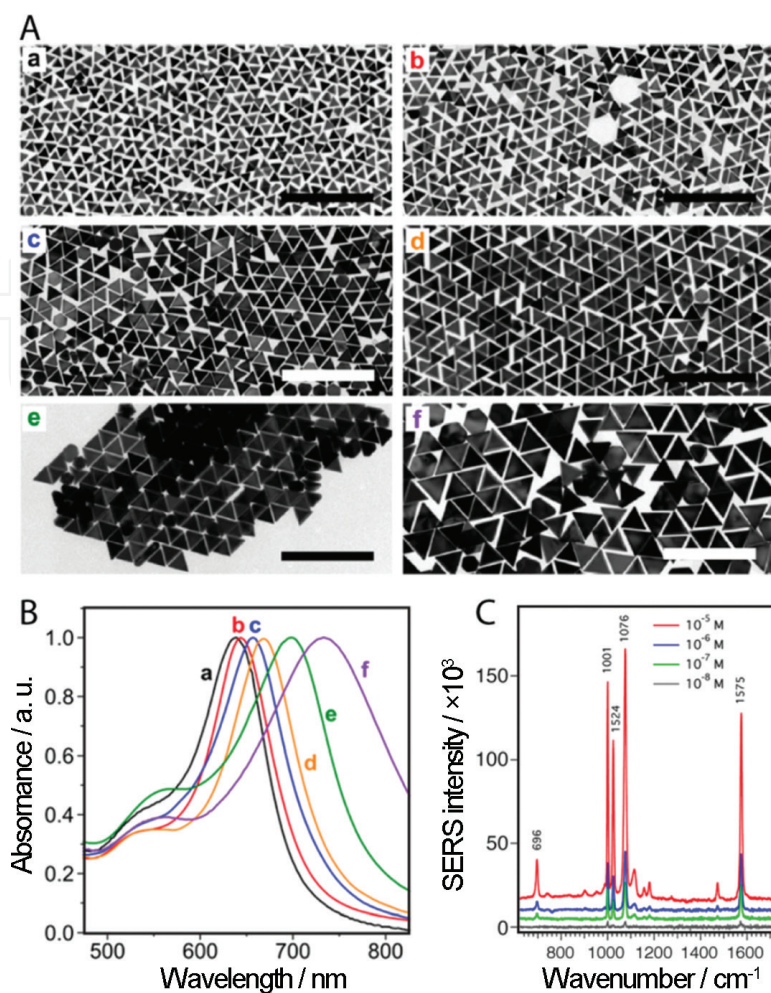 A
a
b
c
d
e
f
B
C
b c
a
f
e
d
1.0
0.8
0.6
0.4
0.2
0.0
500 600 700 800
Absormance / a. u.
Wavelength / nm
10⁻⁵ M
10⁻⁶ M
10⁻⁷ M
10⁻⁸ M
696
1001
1524
1076
1575
150
100
50
0
800 1000 1200 1400 1600
SERS intensity / ×10³
Wavenumber / cm⁻¹